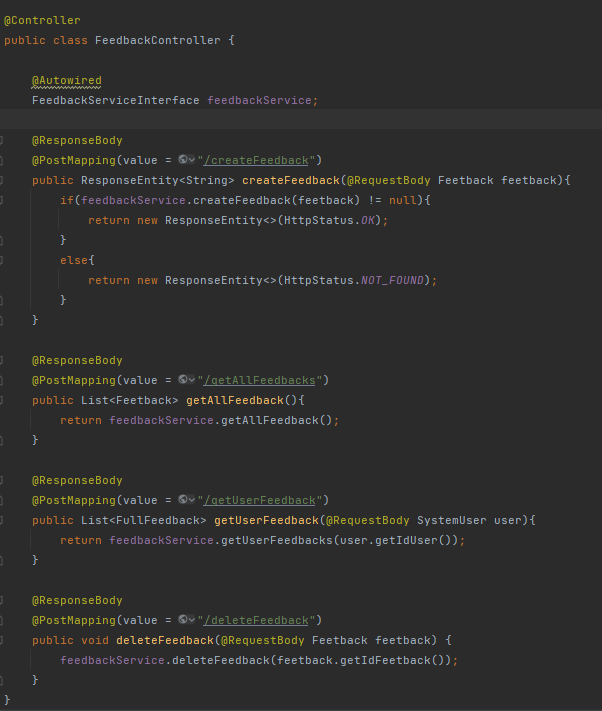 @Controller
public class FeedbackController {
@Autowired
FeedbackServiceInterface feedbackService;
@ResponseBody
@PostMapping(value = "/createFeedback")
public ResponseEntity<String> createFeedback(@RequestBody Feetback feetback){
if(feedbackService.createFeedback(feetback) != null){
return new ResponseEntity<>(HttpStatus.OK);
}
else{
return new ResponseEntity<>(HttpStatus.NOT_FOUND);
}
}
@ResponseBody
@PostMapping(value = "/getAllFeedbacks")
public List<Feetback> getAllFeedback(){
return feedbackService.getAllFeedback();
}
@ResponseBody
@PostMapping(value = "/getUserFeedback")
public List<FullFeedback> getUserFeedback(@RequestBody SystemUser user){
return feedbackService.getUserFeedbacks(user.getIdUser());
}
@ResponseBody
@PostMapping(value = "/deleteFeedback")
public void deleteFeedback(@RequestBody Feetback feetback) {
feedbackService.deleteFeedback(feetback.getIdFeetback());
}
}